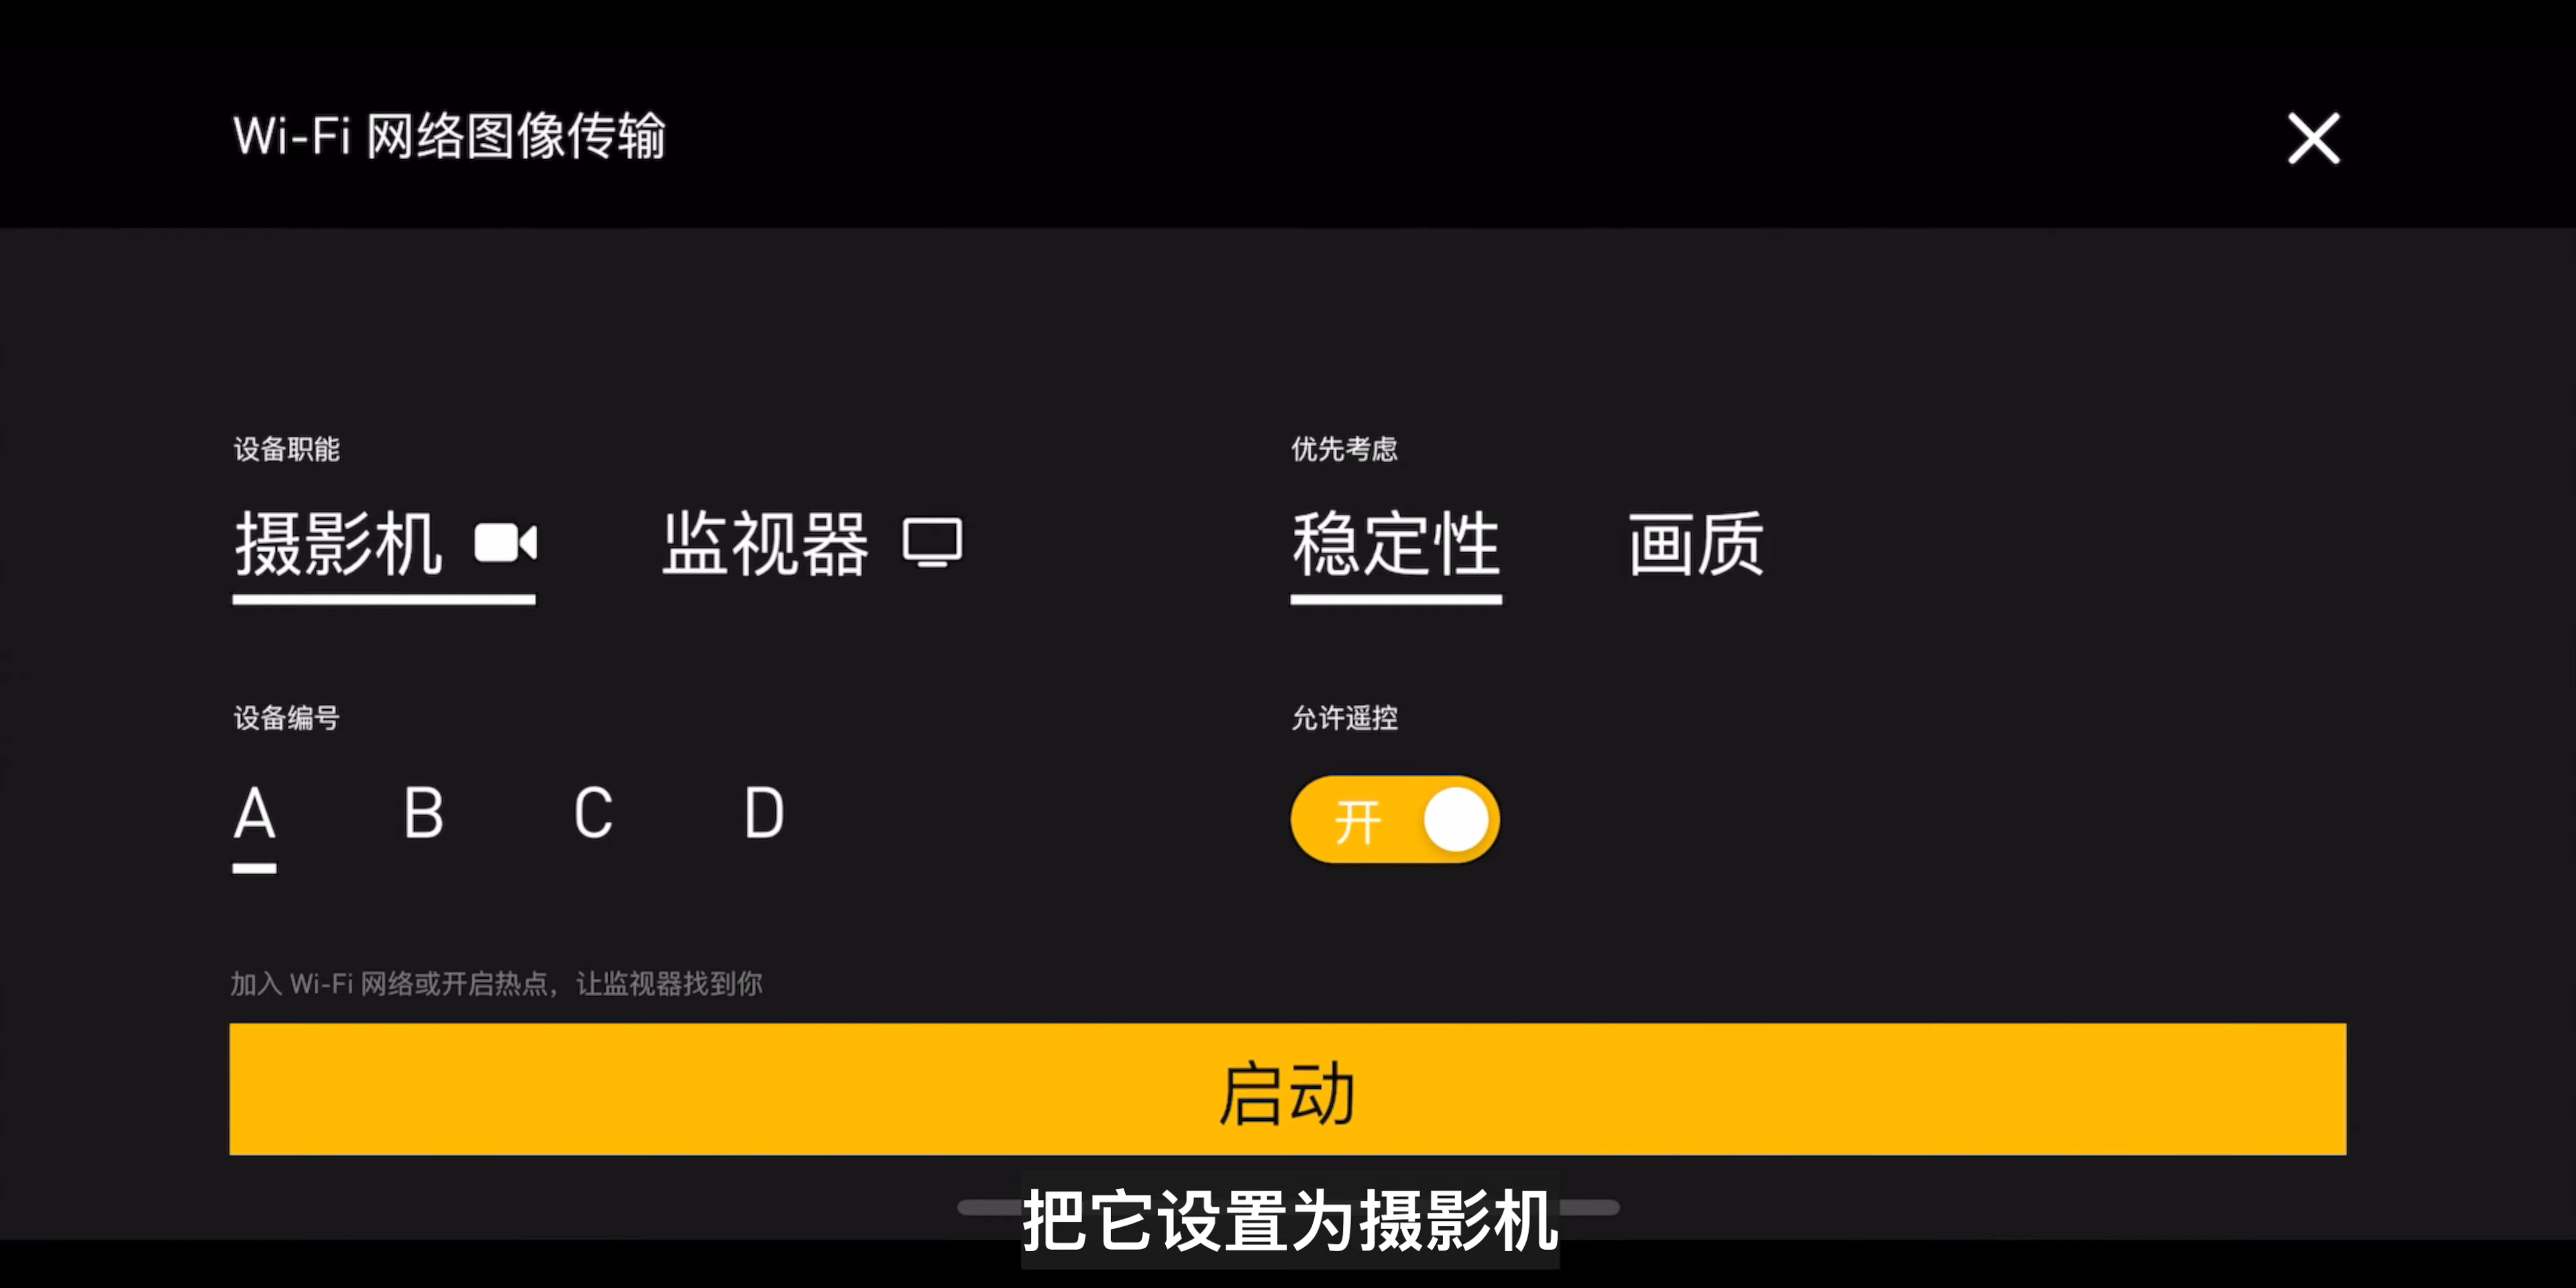 Wi-Fi 网络图像传输
设备职能
摄影机
监视器
优先考虑
稳定性
画质
设备编号
A
B
C
D
允许遥控
开
加入 Wi-Fi 网络或开启热点，让监视器找到你
启动
把它设置为摄影机